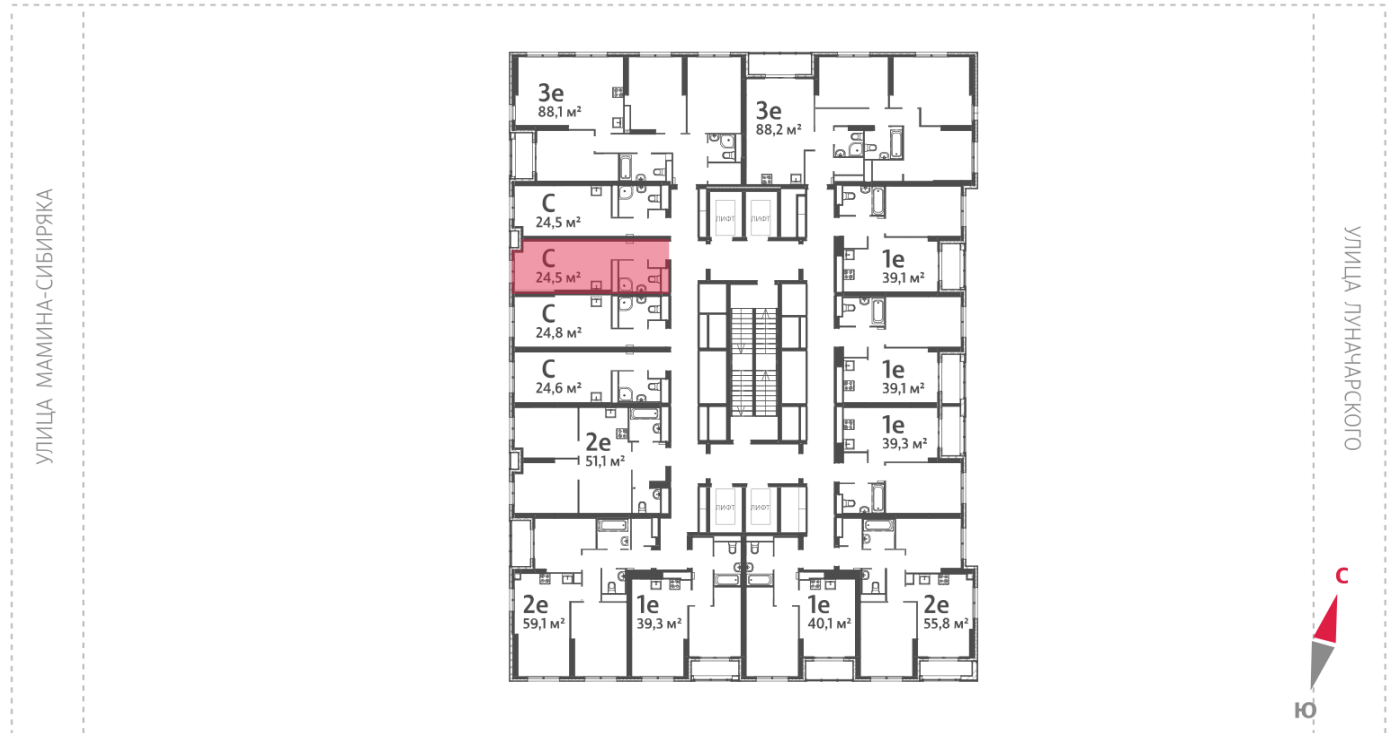 УЛИЦА МАМИНА-СИБИРЯКА
3е
88,1 м²
3е
88,2 м²
С
24,5 м²
ЛИФТ
ЛИФТ
С
24,5 м²
1е
39,1 м²
С
24,8 м²
С
24,6 м²
1е
39,1 м²
2е
51,1 м²
1е
39,3 м²
ЛИФТ
ЛИФТ
2е
59,1 м²
1е
39,3 м²
1е
40,1 м²
2е
55,8 м²
УЛИЦА ЛУНАЧАРСКОГО
С
Ю